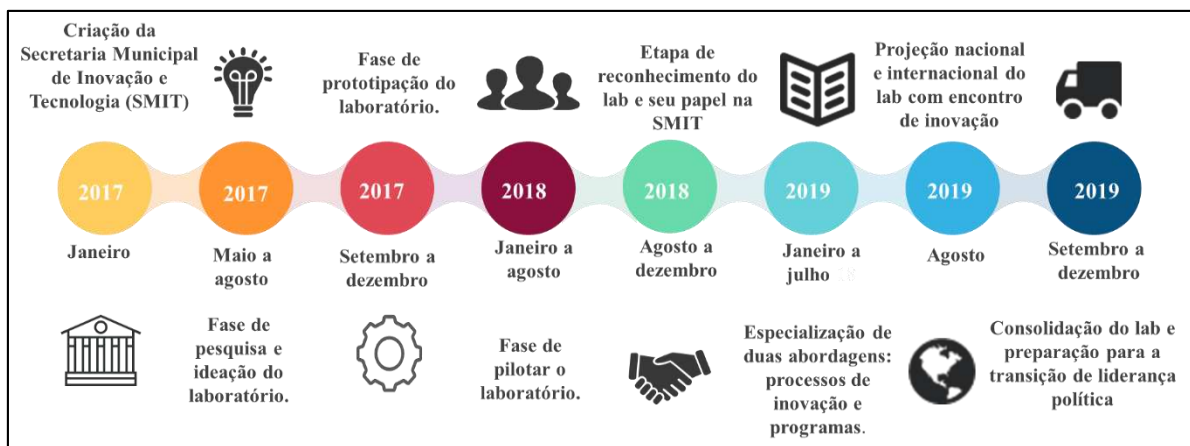 Criação da
Secretaria Municipal
de Inovação e
Tecnologia (SMIT)
Fase de
prototipação do
laboratório.
Etapa de
reconhecimento do
lab e seu papel na
SMIT
Projeção nacional
e internacional do
lab com encontro
de inovação
2017
2017
2017
2018
2018
2019
2019
2019
Janeiro
Maio a
agosto
Setembro a
dezembro
Janeiro a
agosto
Agosto a
dezembro
Janeiro a
julho
Agosto
Setembro a
dezembro
Fase de
pesquisa e
ideação do
laboratório.
Fase de
pilotar o
laboratório.
Especialização de
duas abordagens:
processos de
inovação e
programas.
Consolidação do lab e
preparação para a
transição de liderança
política